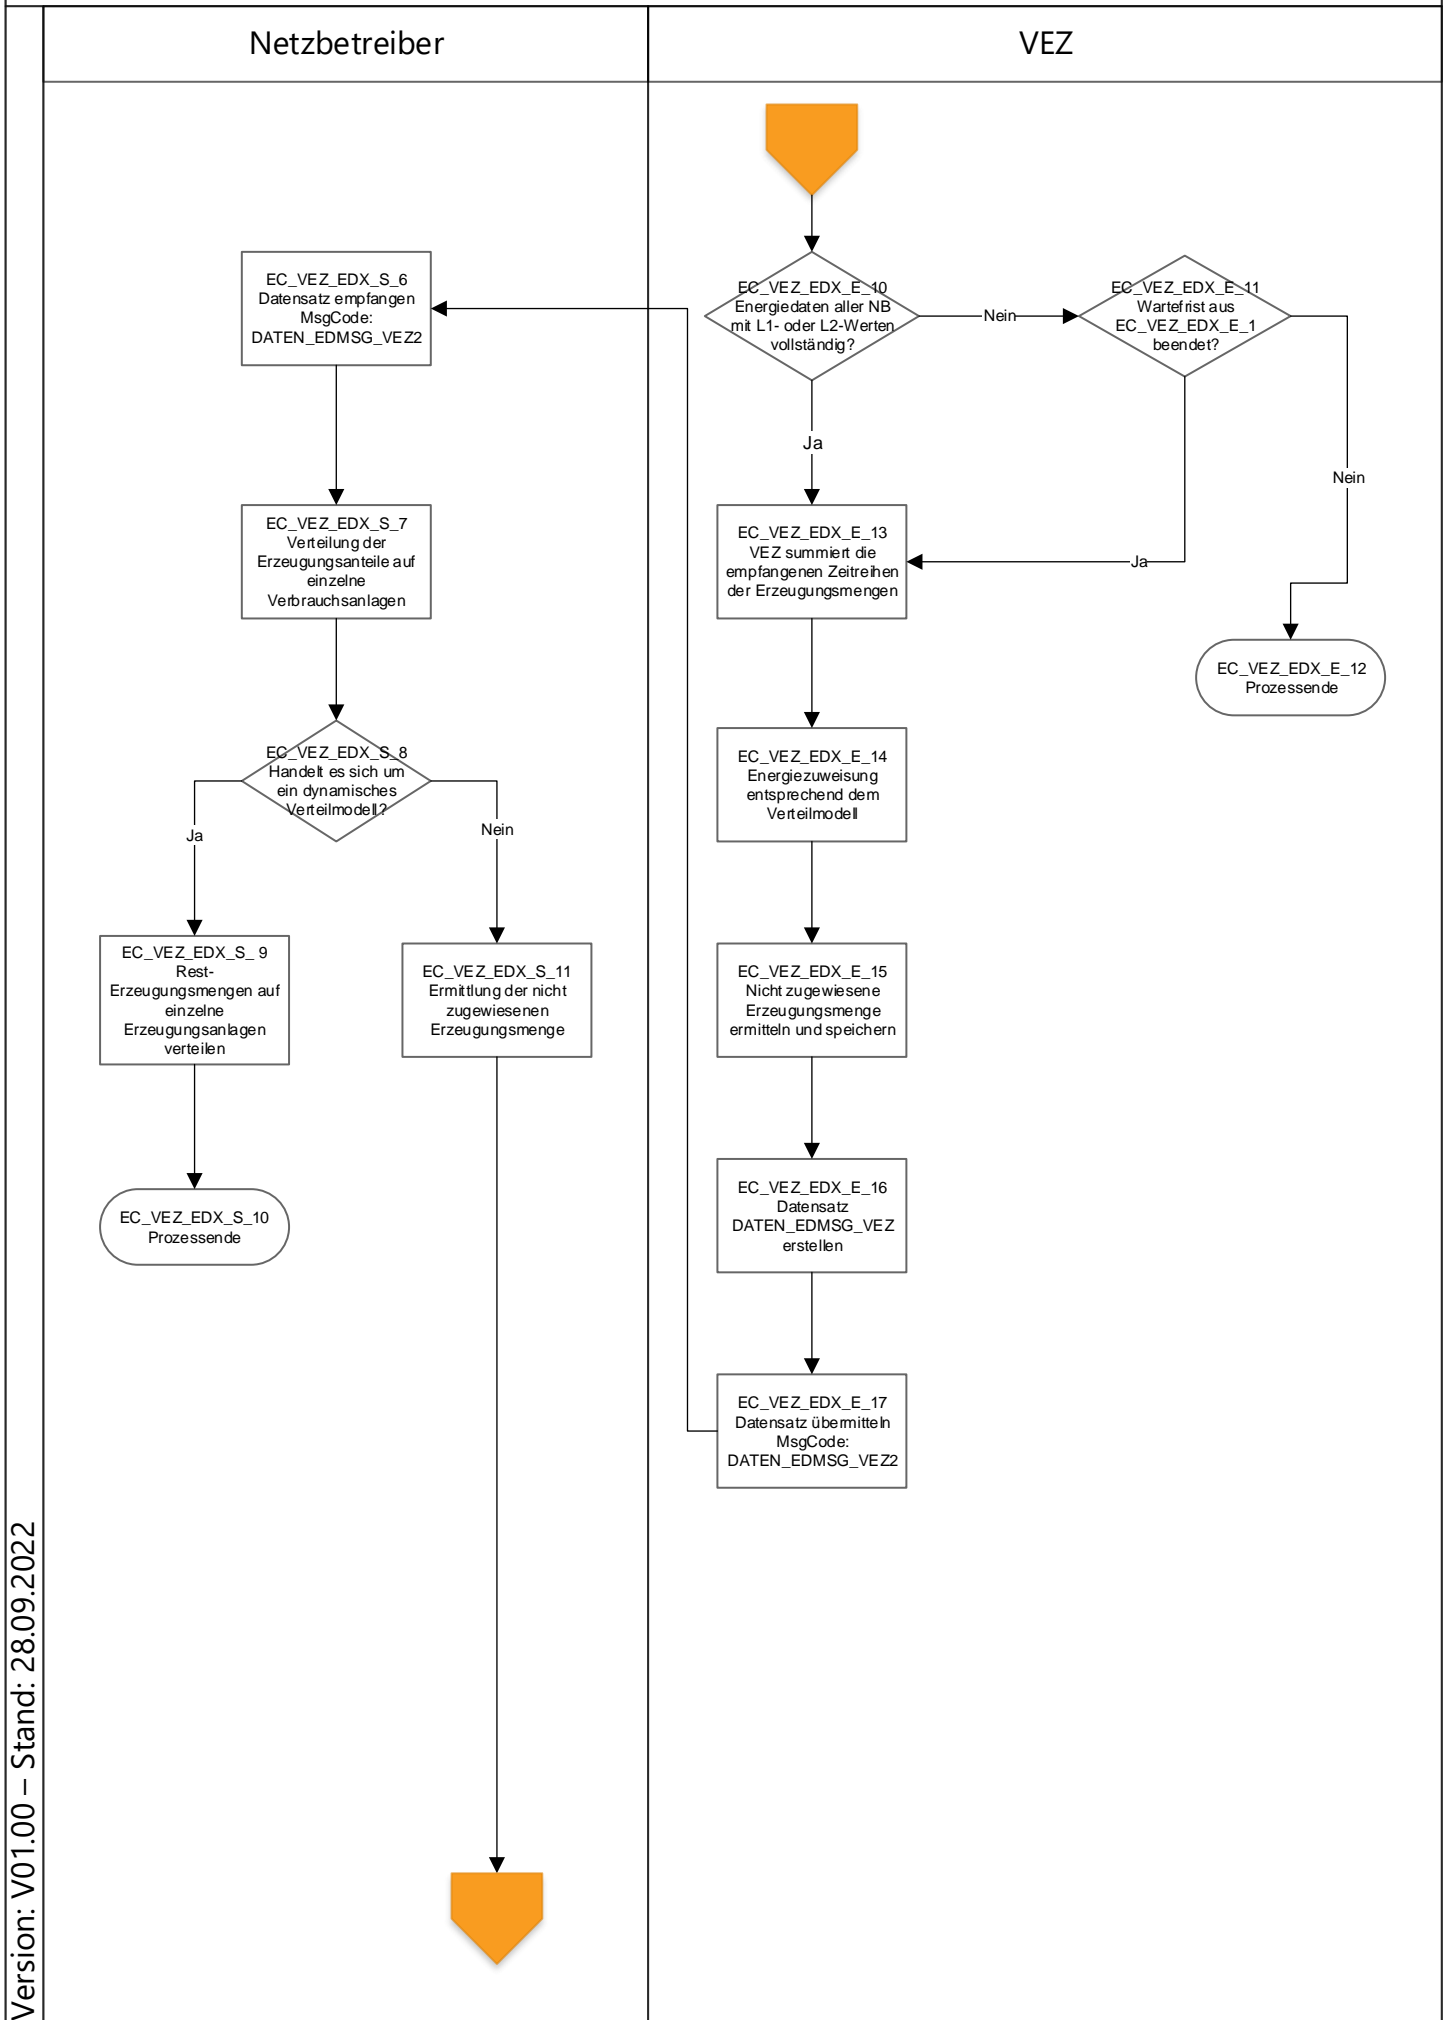 Netzbetreiber
VEZ
EC_VEZ_EDX_E_10
Energiedaten aller NB
mit L1- oder L2-Werten
vollständig?
Nein
EC_VEZ_EDX_E_11
Wartefrist aus
EC_VEZ_EDX_E_1
beendet?
Ja
Nein
Ja
EC_VEZ_EDX_E_12
Prozessende
EC_VEZ_EDX_E_13
VEZ summiert die
empfangenen Zeitreihen
der Erzeugungsmengen
EC_VEZ_EDX_E_14
Energiezuweisung
entsprechend dem
Verteilmodell
EC_VEZ_EDX_E_15
Nicht zugewiesene
Erzeugungsmenge
ermitteln und speichern
EC_VEZ_EDX_E_16
Datensatz
DATEN_EDMSG_VEZ
erstellen
EC_VEZ_EDX_E_17
Datensatz übermitteln
MsgCode:
DATEN_EDMSG_VEZ2
EC_VEZ_EDX_S_6
Datensatz empfangen
MsgCode:
DATEN_EDMSG_VEZ2
EC_VEZ_EDX_S_7
Verteilung der
Erzeugungsanteile auf
einzelne
Verbrauchsanlagen
EC_VEZ_EDX_S_8
Handelt es sich um
ein dynamisches
Verteilmodell?
Ja
Nein
EC_VEZ_EDX_S_ 9
Rest-
Erzeugungsmengen auf
einzelne
Erzeugungsanlagen
verteilen
EC_VEZ_EDX_S_11
Ermittlung der nicht
zugewiesenen
Erzeugungsmenge
EC_VEZ_EDX_S_10
Prozessende
Version: V01.00 – Stand: 28.09.2022